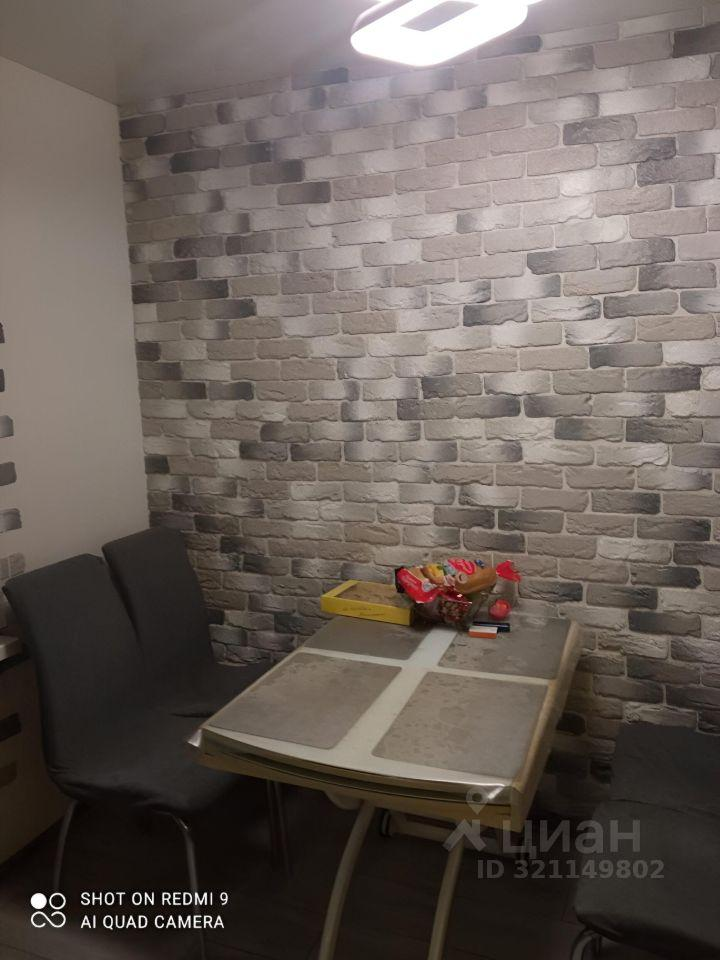 циан
ID 321149802
SHOT ON REDMI 9
AI QUAD CAMERA